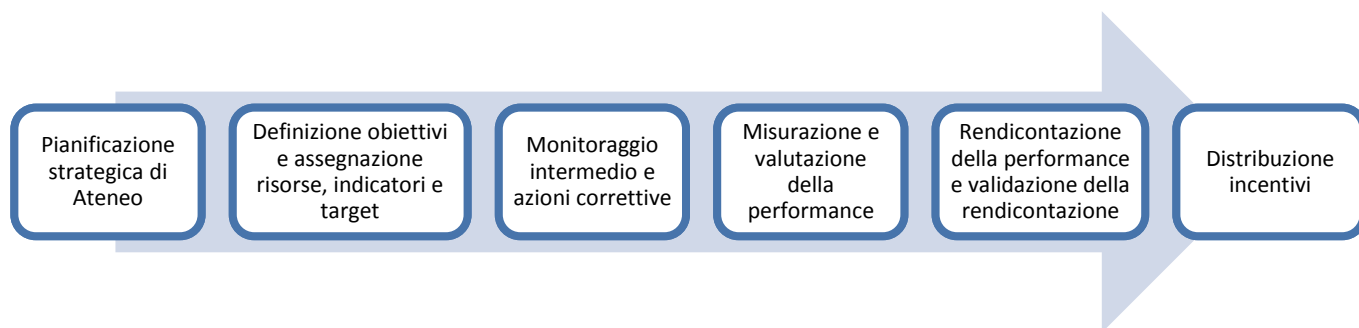 Pianificazione
strategica di
Ateneo
Definizione obiettivi
e assegnazione
risorse, indicatori e
target
Monitoraggio
intermedio e
azioni correttive
Misurazione e
valutazione
della
performance
Rendicontazione
della performance
e validazione della
rendicontazione
Distribuzione
incentivi